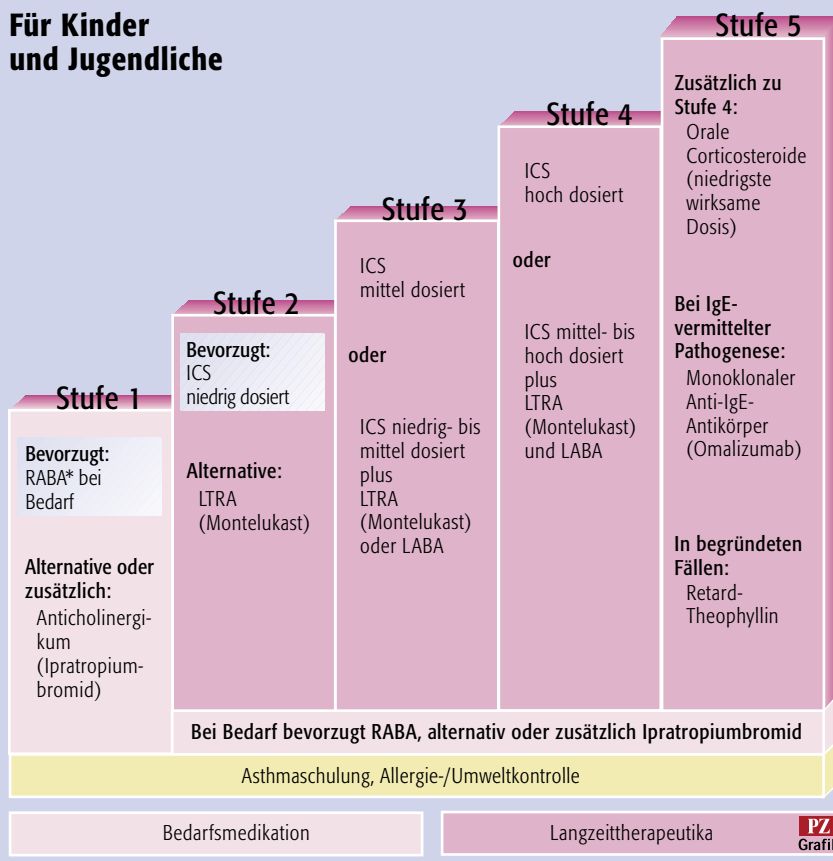 Für Kinder
und Jugendliche
Stufe 1
Bevorzugt:
RABA* bei
Bedarf
Alternative oder
zusätzlich:
Anticholinergi-
kum
(Ipratropium-
bromid)
Stufe 2
Bevorzugt:
ICS
niedrig dosiert
Alternative:
LTRA
(Montelukast)
Stufe 3
ICS
mittel dosiert
oder
ICS niedrig- bis
mittel dosiert
plus
LTRA
(Montelukast)
oder LABA
Stufe 4
ICS
hoch dosiert
oder
ICS mittel- bis
hoch dosiert
plus
LTRA
(Montelukast)
und LABA
Stufe 5
Zusätzlich zu
Stufe 4:
Orale
Corticosteroide
(niedrigste
wirksame
Dosis)
Bei IgE-
vermittelter
Pathogenese:
Monoklonaler
Anti-IgE-
Antikörper
(Omalizumab)
In begründeten
Fällen:
Retard-
Theophyllin
Bei Bedarf bevorzugt RABA, alternativ oder zusätzlich Ipratropiumbromid
Asthmaschulung, Allergie-/Umweltkontrolle
Bedarfsmedikation
Langzeittherapeutika
PZ
Grafik